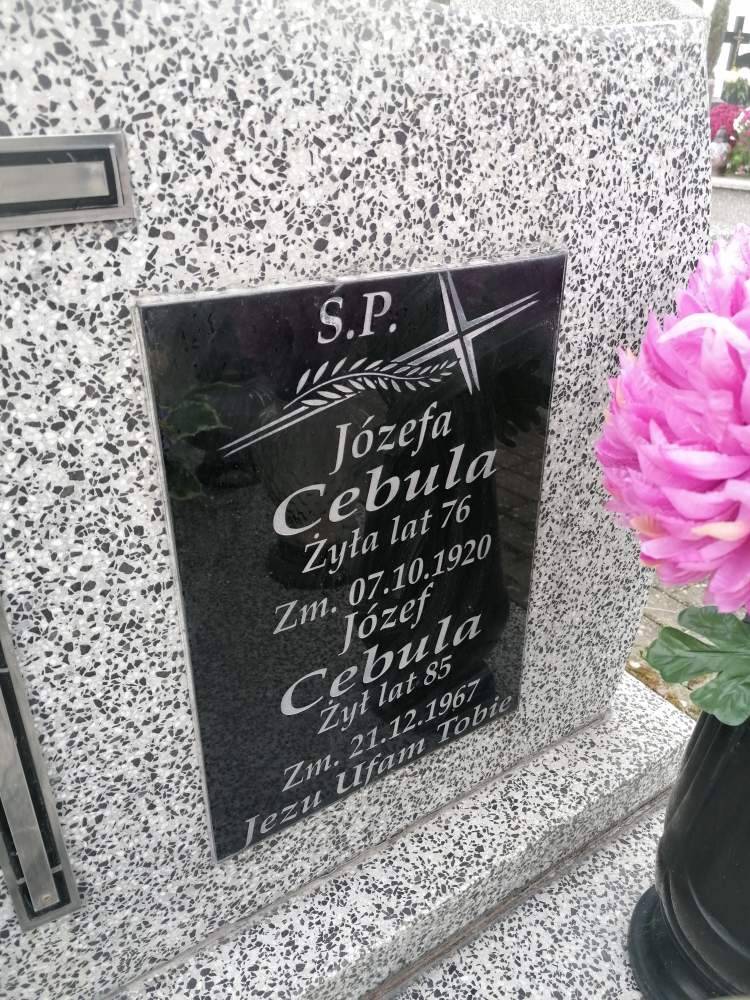 Ś.P.
Józefa
Cebula
Żyła lat 76
Zm. 07.10.1920
Józef
Cebula
Żył lat 85
Zm. 21.12.1967
Jezu Ufam Tobie